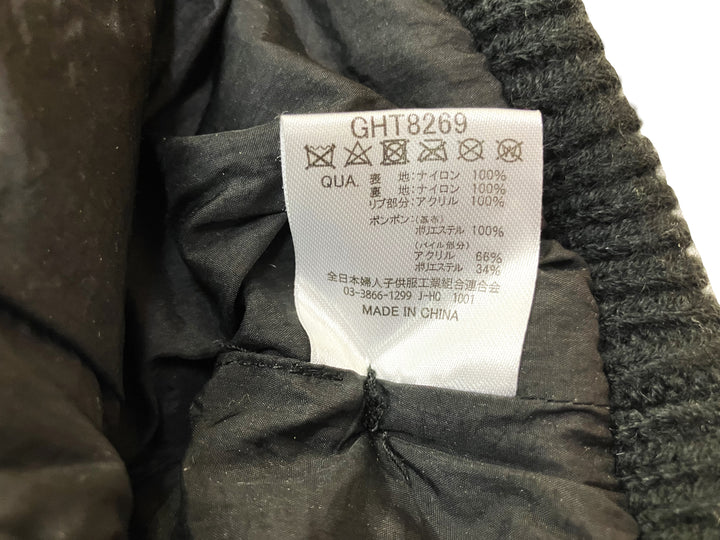 GHT8269
QUA. 表 地:ナイロン 100%
裏 地:ナイロン 100%
リブ部分:アクリル 100%
ポンポン:(基布)
ポリエステル 100%
(パイル部分)
アクリル 66%
ポリエステル 34%
全日本婦人子供服工業組合連合会
03-3866-1299 J-HO 1001
MADE IN CHINA